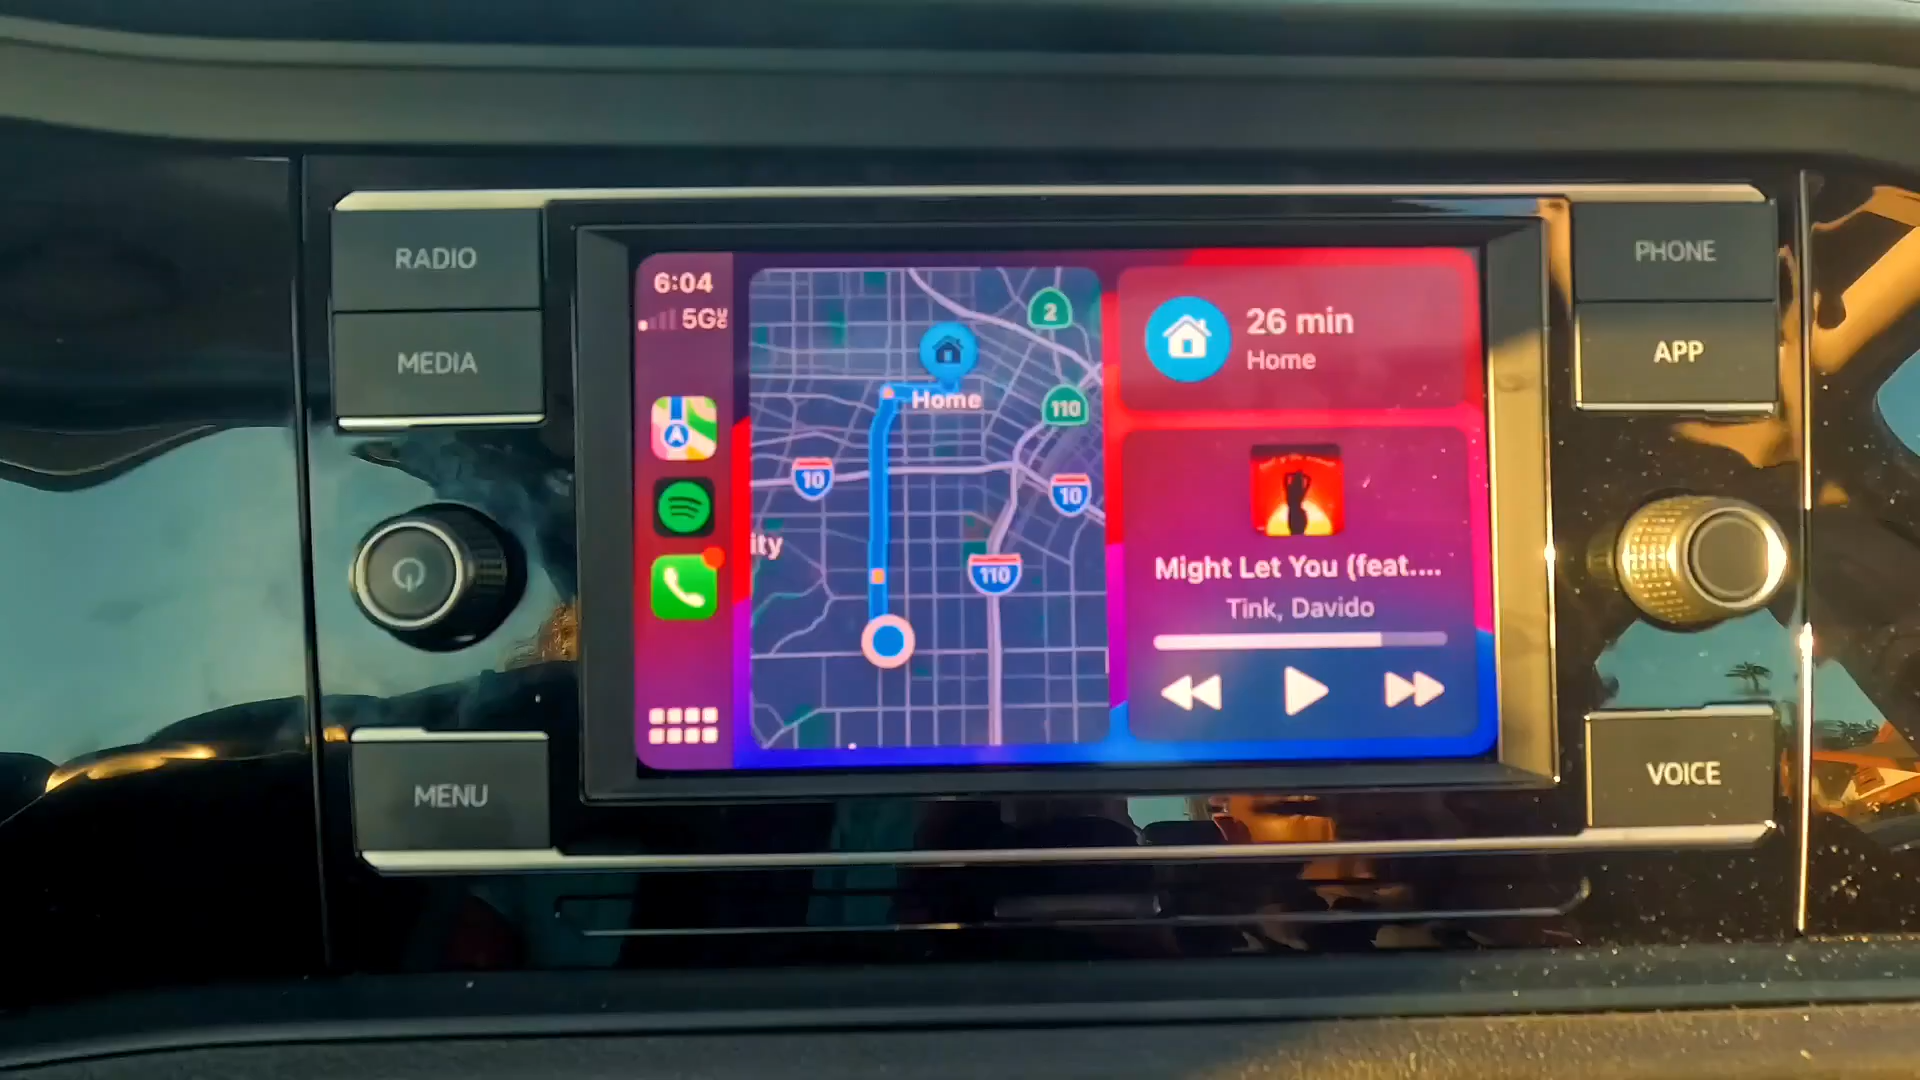 RADIO
MEDIA
MENU
6:04
5G
2
Home
110
10
10
ity
110
26 min
Home
Might Let You (feat....
Tink, Davido
PHONE
APP
VOICE